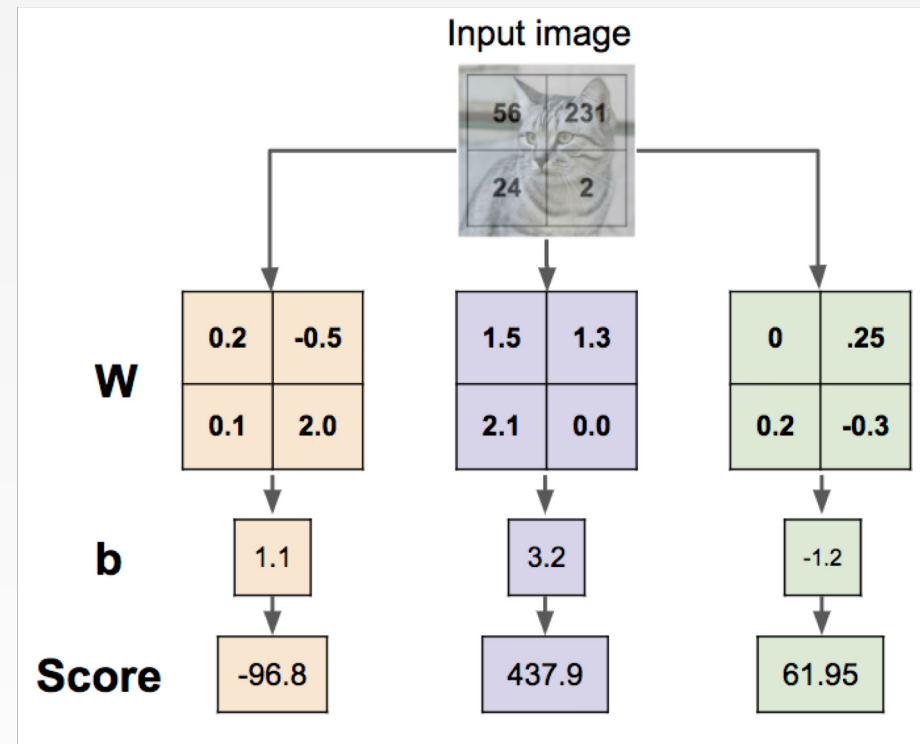 Input image
56 231
24 2
W
0.2 -0.5 1.5 1.3 0 .25
0.1 2.0 2.1 0.0 0.2 -0.3
b 1.1 3.2 -1.2
Score -96.8 437.9 61.95